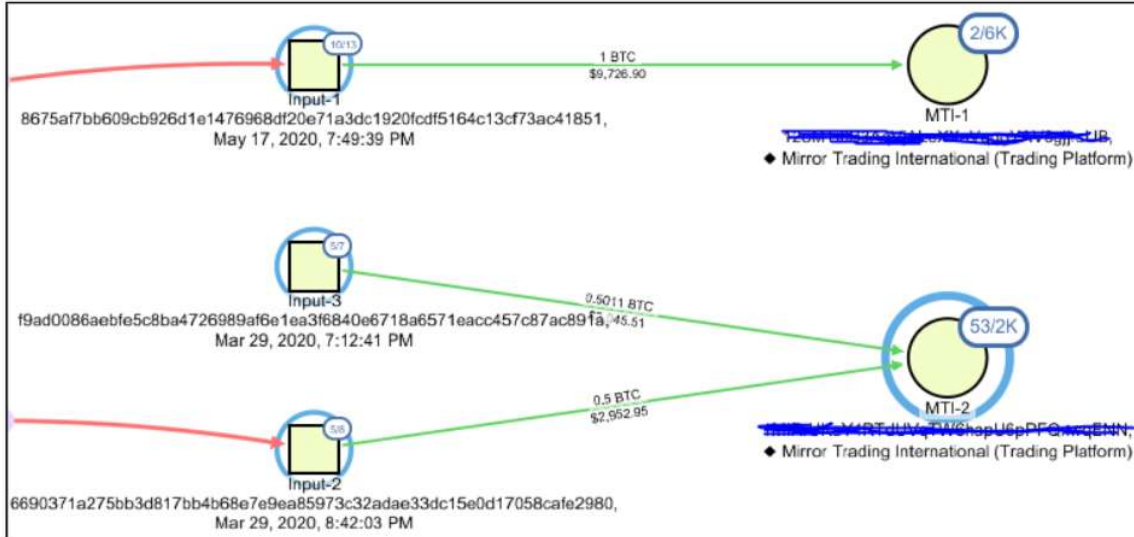 10/13
1 BTC
$9,726.90
2/6K
Input-1
8675af7bb609cb926d1e1476968df20e71a3dc1920fcdf5164c13cf73ac41851,
May 17, 2020, 7:49:39 PM
MTI-1
◆ Mirror Trading International (Trading Platform)
5/7
Input-3
f9ad0086aebfe5c8ba4726989af6e1ea3f6840e6718a6571eacc457c87ac891a,
Mar 29, 2020, 7:12:41 PM
0.5011 BTC
53/2K
0.5 BTC
$2,952.95
MTI-2
◆ Mirror Trading International (Trading Platform)
Input-2
6690371a275bb3d817bb4b68e7e9ea85973c32adae33dc15e0d17058cafe2980,
Mar 29, 2020, 8:42:03 PM